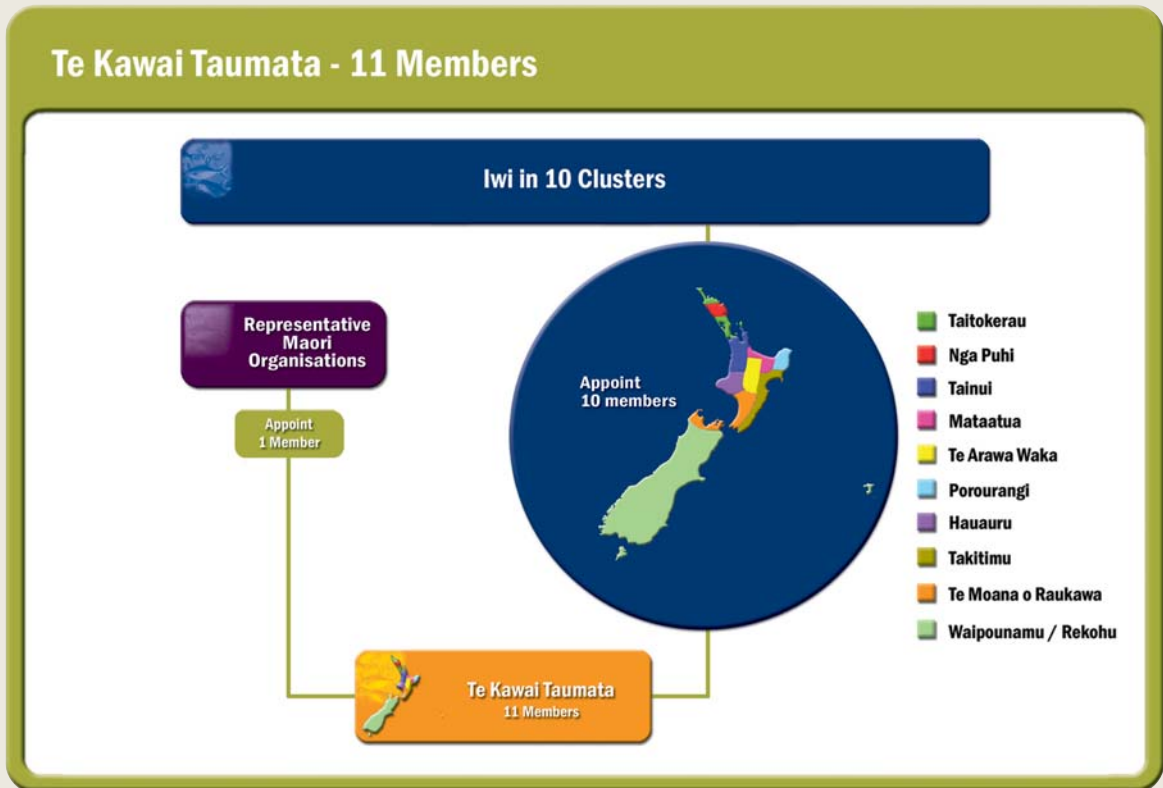 Te Kawai Taumata - 11 Members
Iwi in 10 Clusters
Representative
Maori
Organisations
Appoint
1 Member
Appoint
10 members
Taitokerau
Nga Puhi
Tainui
Mataatua
Te Arawa Waka
Porourangi
Hauauru
Takitimu
Te Moana o Raukawa
Waipounamu / Rekohu
Te Kawai Taumata
11 Members